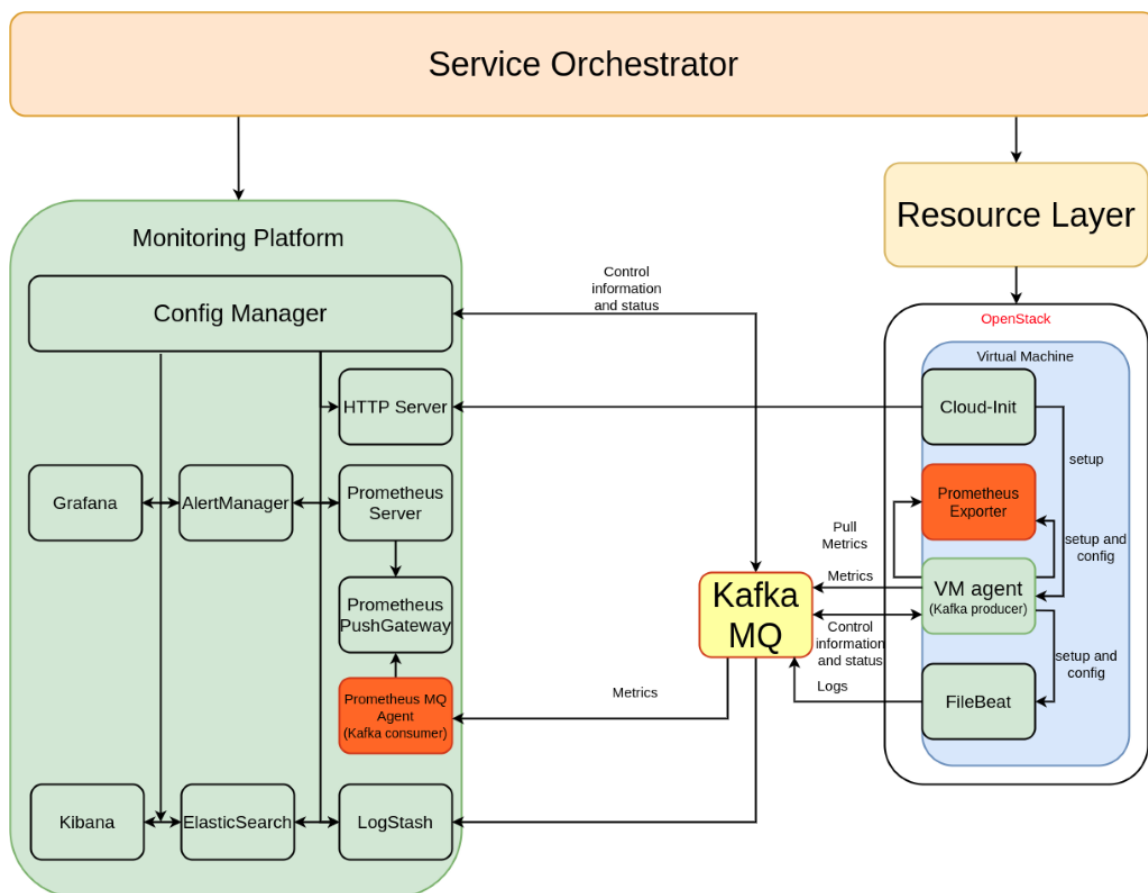 Service Orchestrator
Resource Layer
Monitoring Platform
Config Manager
Control
information
and status
OpenStack
Virtual Machine
HTTP Server
Cloud-Init
setup
Grafana
AlertManager
Prometheus
Server
Prometheus
Exporter
Pull
Metrics
setup and
config
Prometheus
PushGateway
Metrics
Kafka
MQ
VM agent
(Kafka producer)
Control
information
and status
setup and
config
Logs
FileBeat
Prometheus MQ
Agent
(Kafka consumer)
Metrics
Kibana
ElasticSearch
LogStash